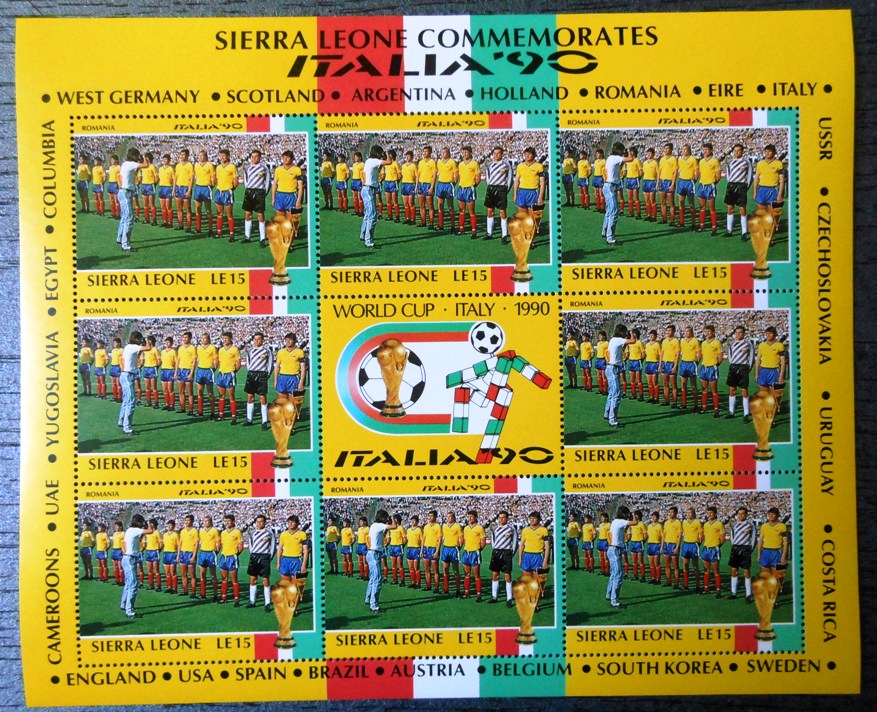 SIERRA LEONE COMMEMORATES
ITALIA'90
• WEST GERMANY • SCOTLAND • ARGENTINA • HOLLAND • ROMANIA • EIRE • ITALY •
ROMANIA ITALIA'90
SIERRA LEONE LE15
ROMANIA ITALIA'90
SIERRA LEONE LE15
ROMANIA ITALIA'90
SIERRA LEONE LE15
ROMANIA ITALIA'90
SIERRA LEONE LE15
WORLD CUP · ITALY · 1990
ITALIA'90
ROMANIA ITALIA'90
SIERRA LEONE LE15
ROMANIA ITALIA'90
SIERRA LEONE LE15
ROMANIA ITALIA'90
SIERRA LEONE LE15
ROMANIA ITALIA'90
SIERRA LEONE LE15
CAMEROONS • UAE • YUGOSLAVIA • EGYPT • COLUMBIA
USSR • CZECHOSLOVAKIA • URUGUAY • COSTA RICA
• ENGLAND • USA • SPAIN • BRAZIL • AUSTRIA • BELGIUM • SOUTH KOREA • SWEDEN •